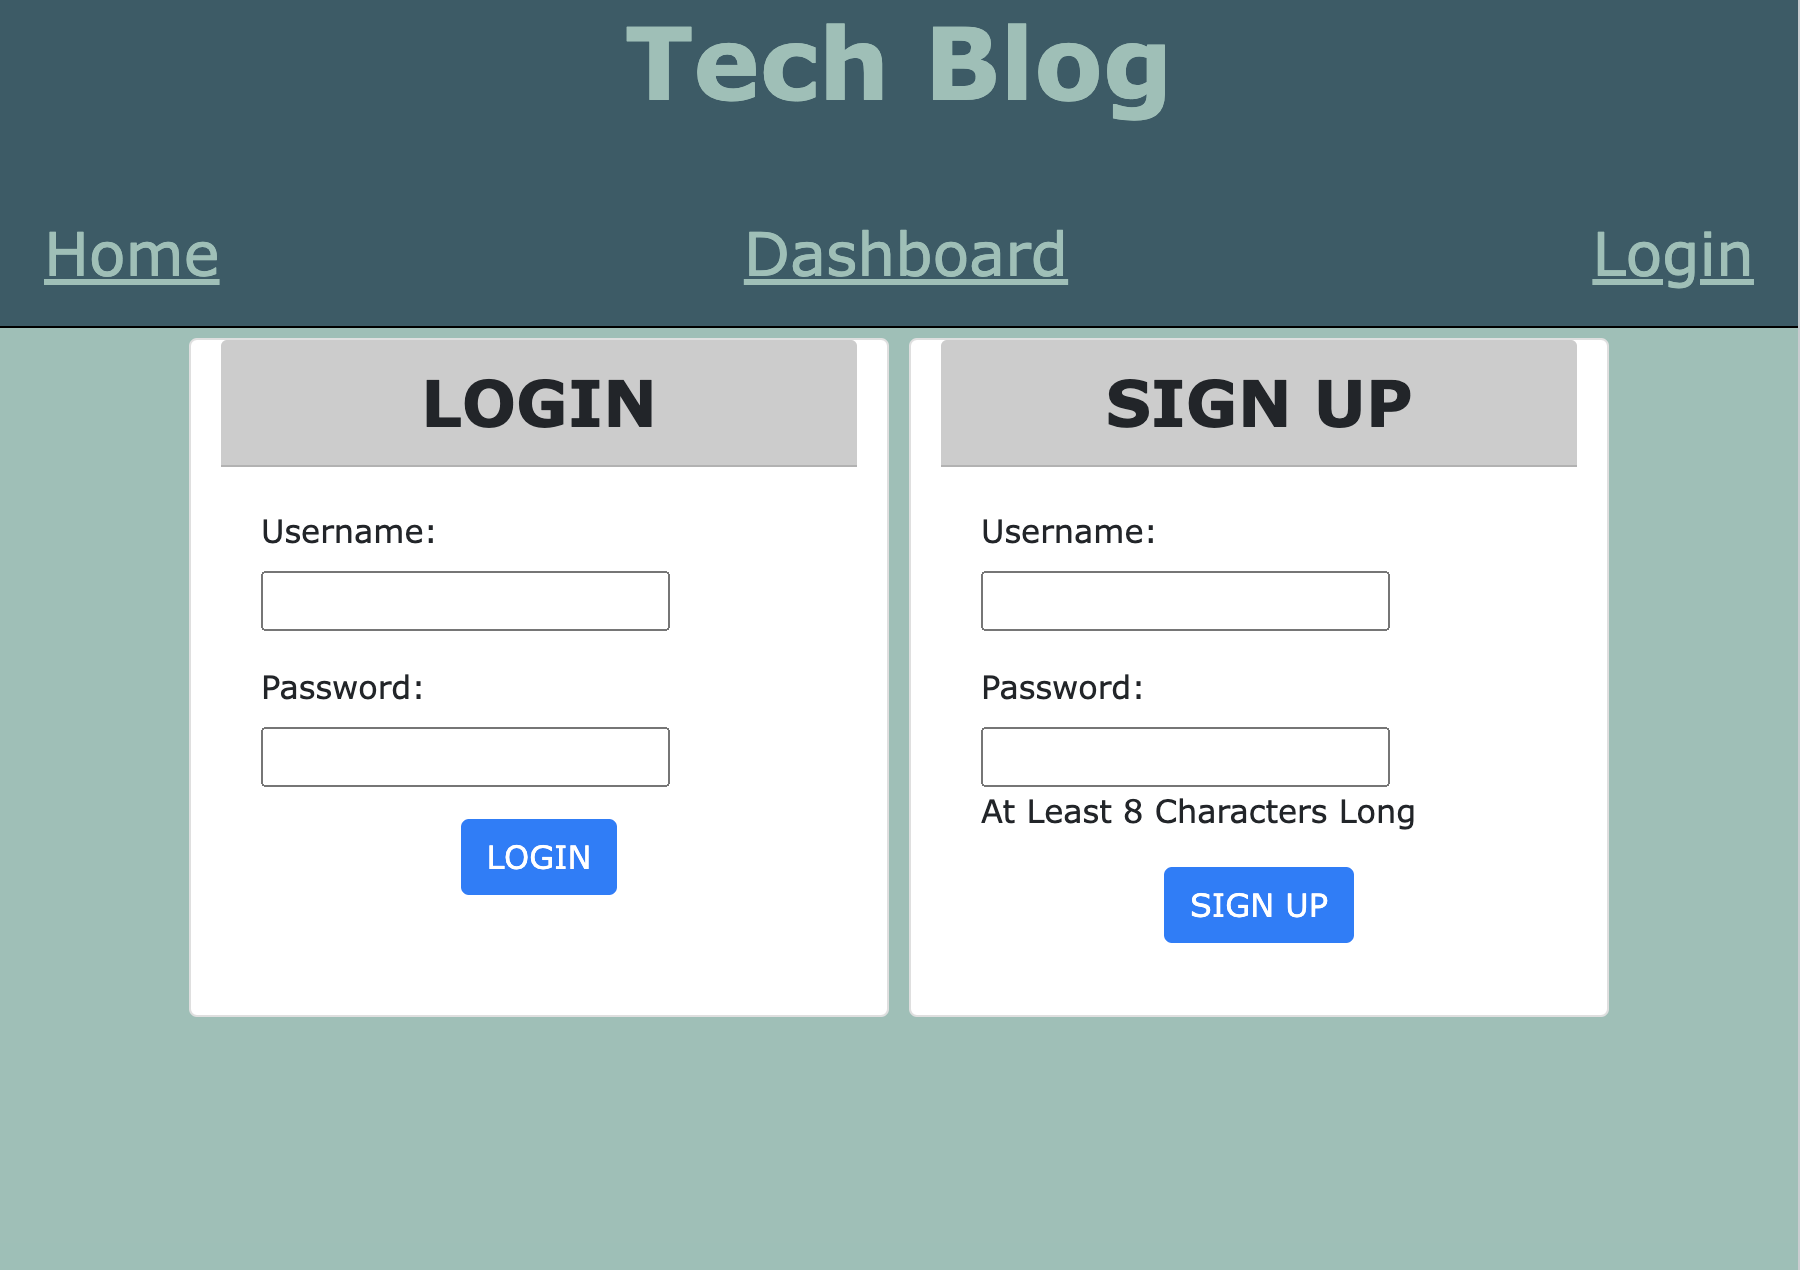 Tech Blog
Home Dashboard Login
LOGIN
Username:
Password:
LOGIN
SIGN UP
Username:
Password:
At Least 8 Characters Long
SIGN UP